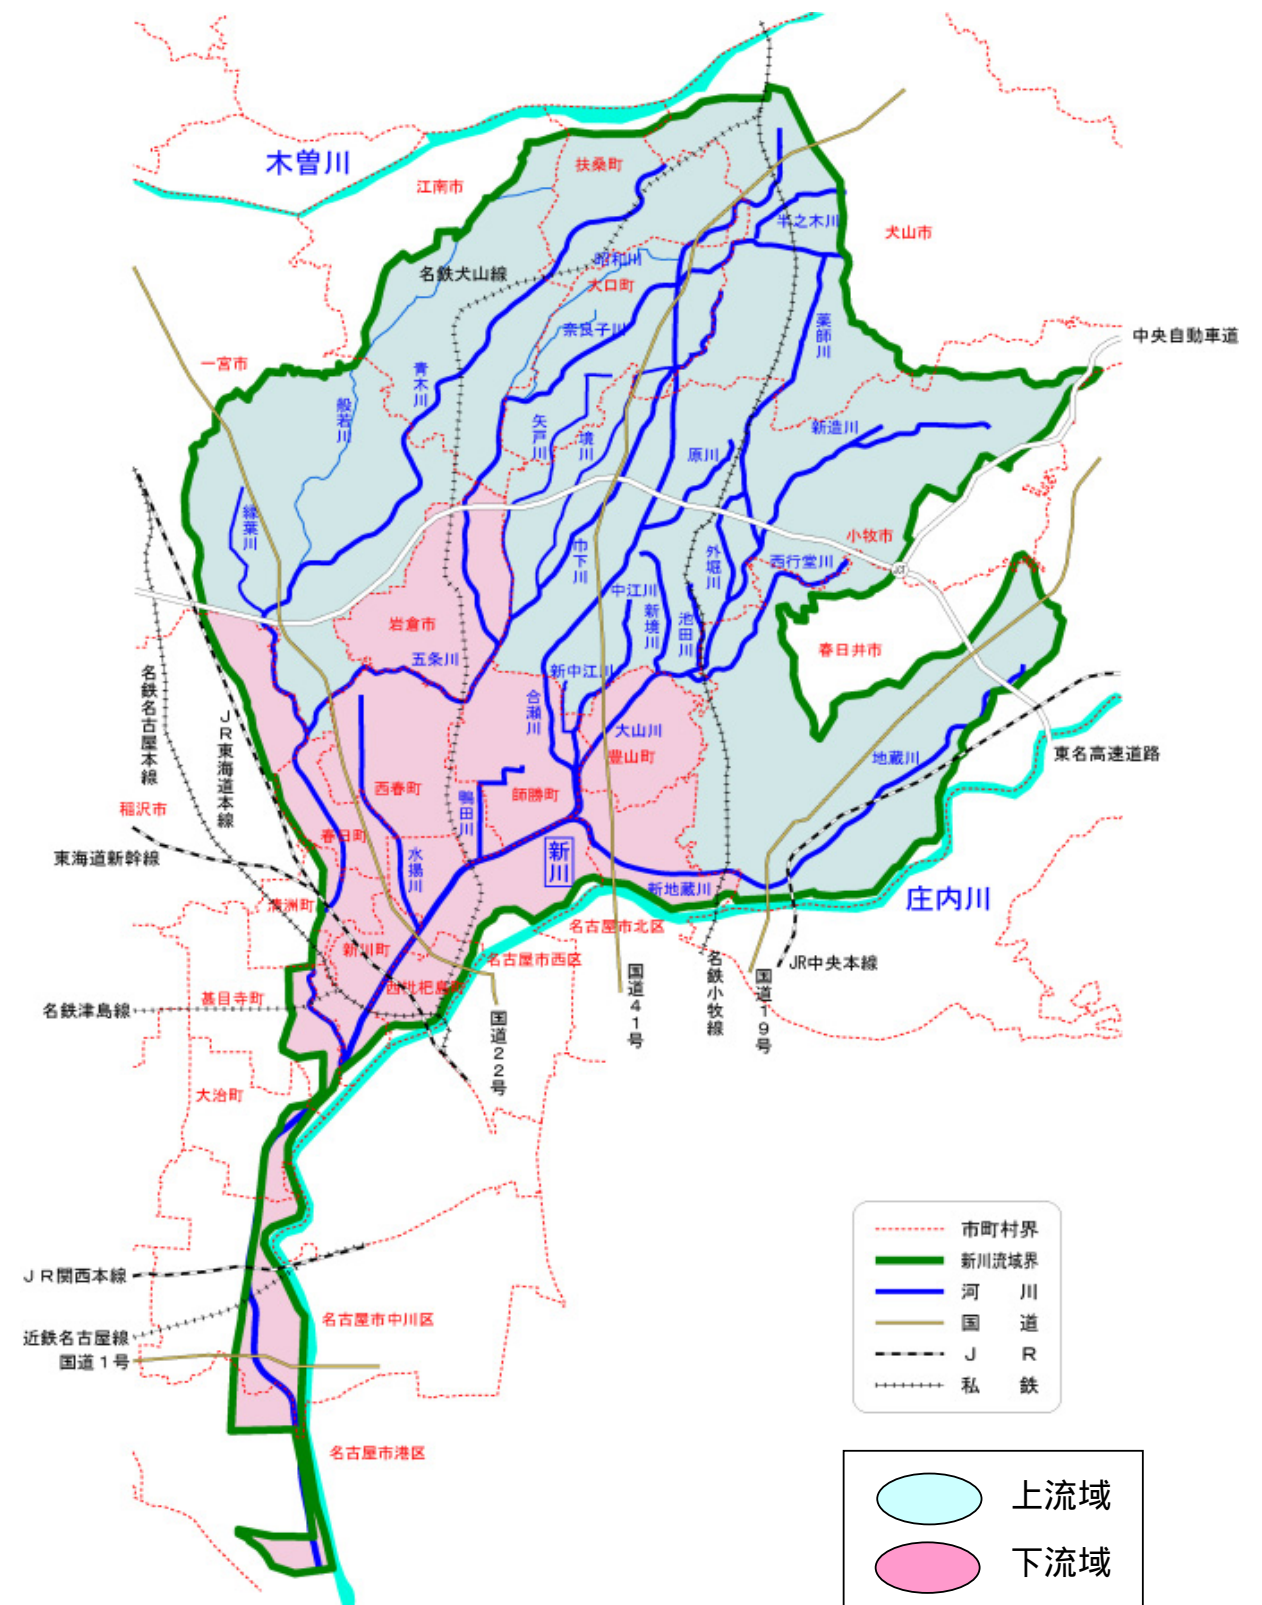 木曽川
扶桑町
江南市
半之木川
犬山市
昭和川
名鉄犬山線
大口町
奈良子川
薬師川
中央自動車道
一宮市
青木川
般若川
矢戸川
境川
新造川
原川
緑葉川
巾下川
外堀川
小牧市
西行堂川
中江川
新境川
池田川
岩倉市
春日井市
五条川
新中江川
名鉄名古屋本線
JR東海道本線
合瀬川
大山川
豊山町
地蔵川
東名高速道路
西春町
師勝町
鴨田川
稲沢市
春日町
東海道新幹線
水場川
新川
新地蔵川
清洲町
庄内川
名古屋市北区
新川町
名古屋市西区
名鉄小牧線
JR中央本線
西枇杷島町
国道41号
国道19号
甚目寺町
名鉄津島線
国道22号
大治町
市町村界
新川流域界
河 川
国 道
J R
私 鉄
JR関西本線
名古屋市中川区
近鉄名古屋線
国道1号
名古屋市港区
上流域
下流域